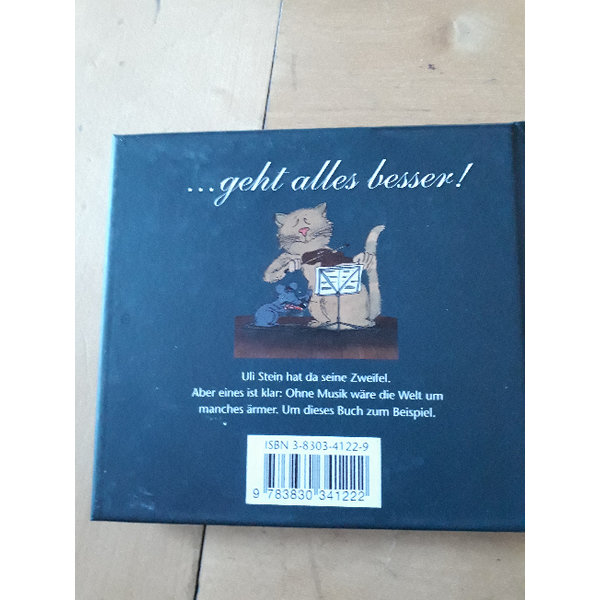 ...geht alles besser!
Uli Stein hat da seine Zweifel.
Aber eines ist klar: Ohne Musik wäre die Welt um
manches ärmer. Um dieses Buch zum Beispiel.
ISBN 3-8303-4122-9
9 783830 341222